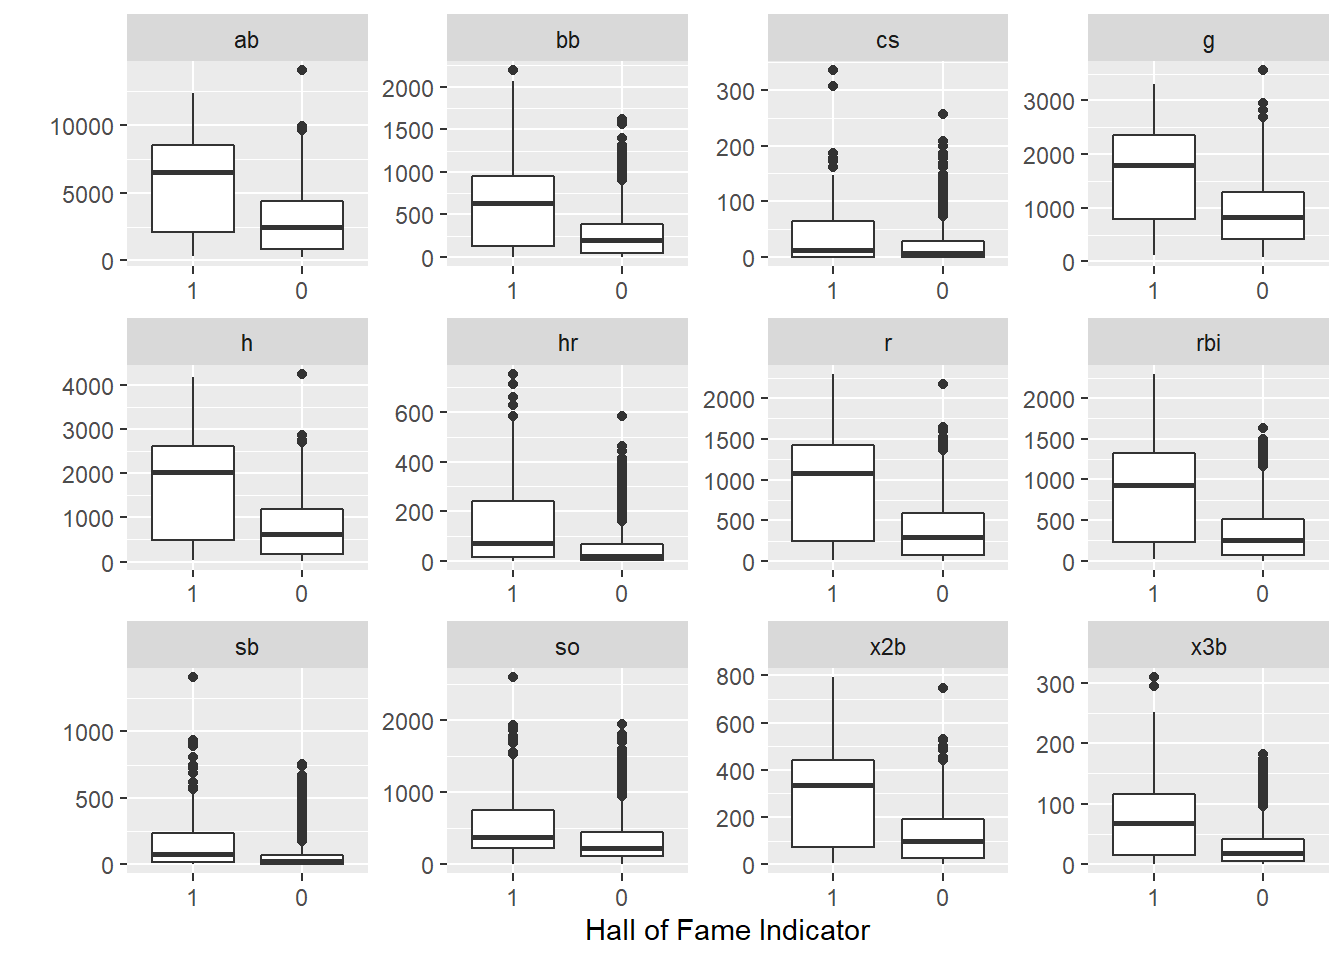 ab bb cs g
10000 5000 0
2000 1500 1000 500 0
300 200 100 0
3000 2000 1000 0
1 0 1 0 1 0 1 0
h hr r rbi
4000 3000 2000 1000 0
600 400 200 0
2000 1500 1000 500 0
2000 1500 1000 500 0
1 0 1 0 1 0 1 0
sb so x2b x3b
1000 500 0
2000 1000 0
800 600 400 200 0
300 200 100 0
1 0 1 0 1 0 1 0
Hall of Fame Indicator